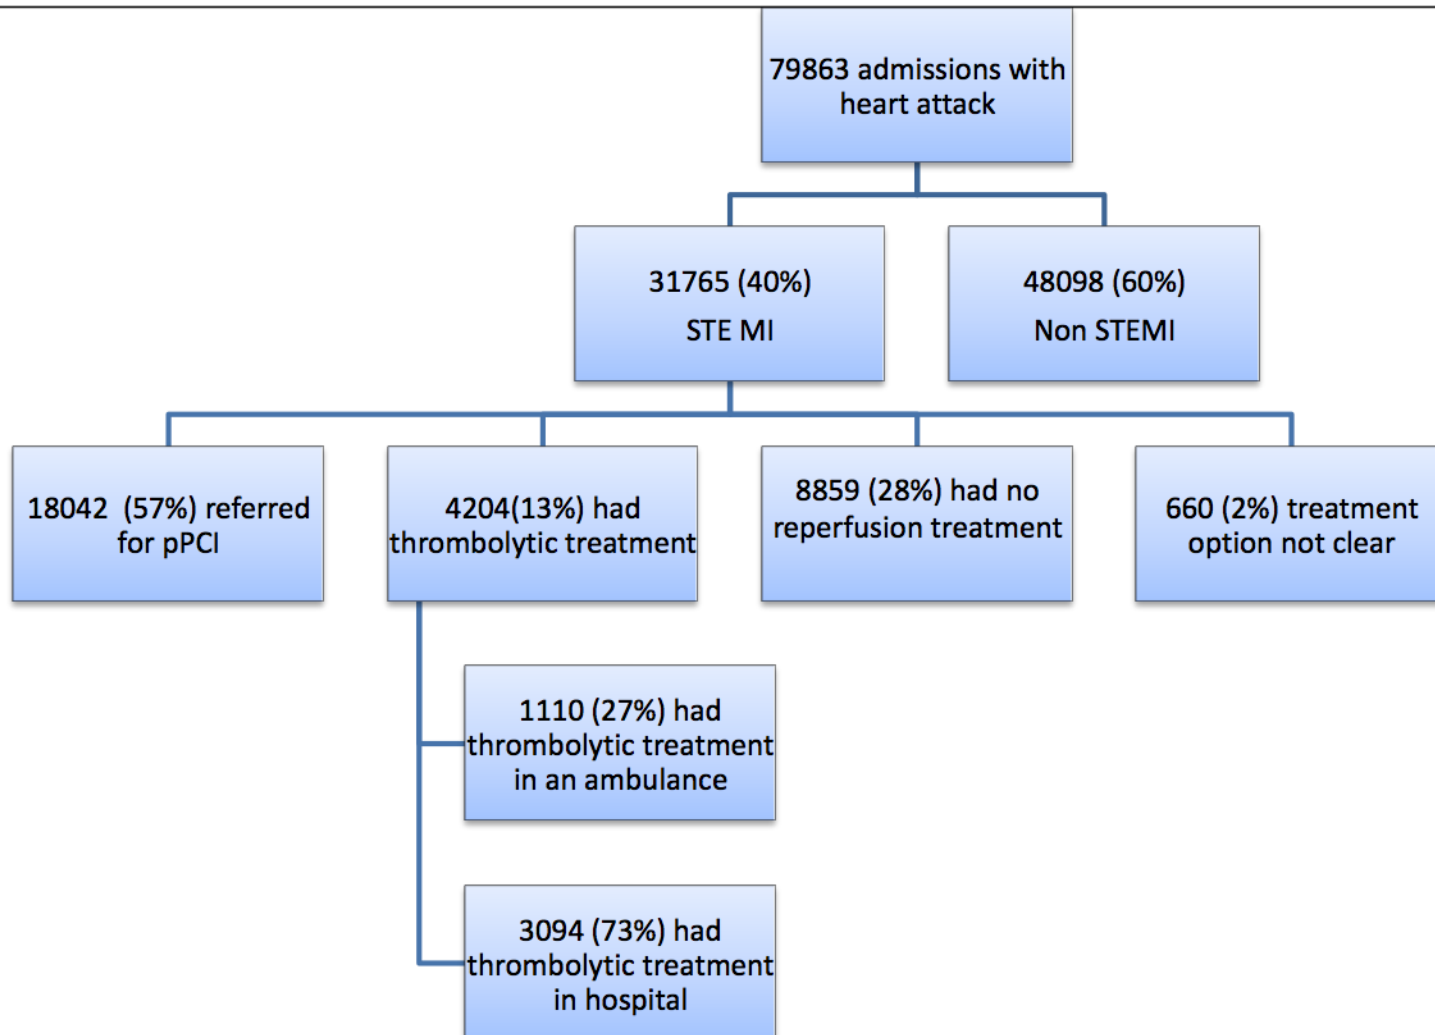 79863 admissions with
heart attack
31765 (40%)
STE MI
48098 (60%)
Non STEMI
18042  (57%) referred
for pPCI
4204(13%) had
thrombolytic treatment
8859 (28%) had no
reperfusion treatment
660 (2%) treatment
option not clear
1110 (27%) had
thrombolytic treatment
in an ambulance
3094 (73%) had
thrombolytic treatment
in hospital